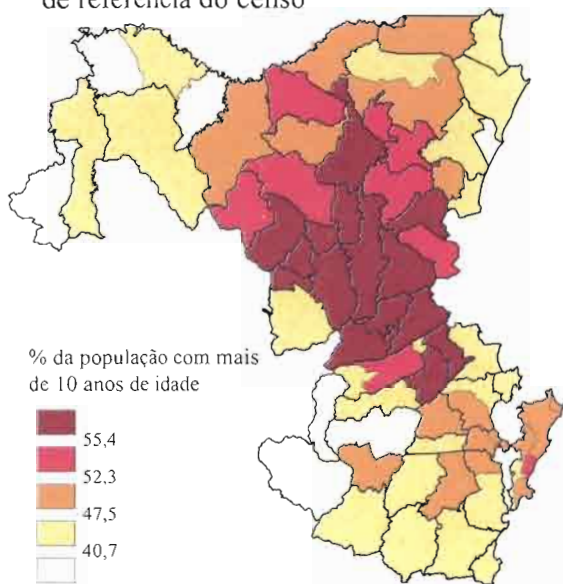 de referência do censo
% da população com mais
de 10 anos de idade
55,4
52,3
47,5
40,7